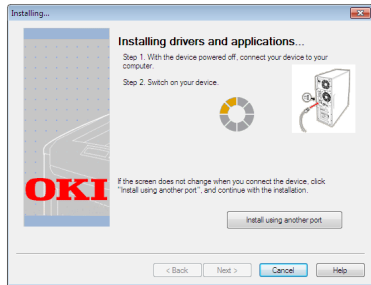 Installing...
Installing drivers and applications...
Step 1. With the device powered off, connect your device to your
computer.
Step 2. Switch on your device.
OKI
If the screen does not change when you connect the device, click
"Install using another port", and continue with the installation.
Install using another port
< Back
Next >
Cancel
Help